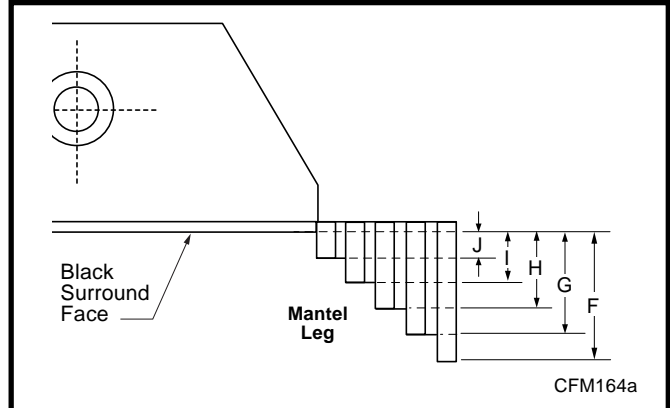 J
I
H
G
F
Black
Surround
Face
Mantel
Leg
CFM164a